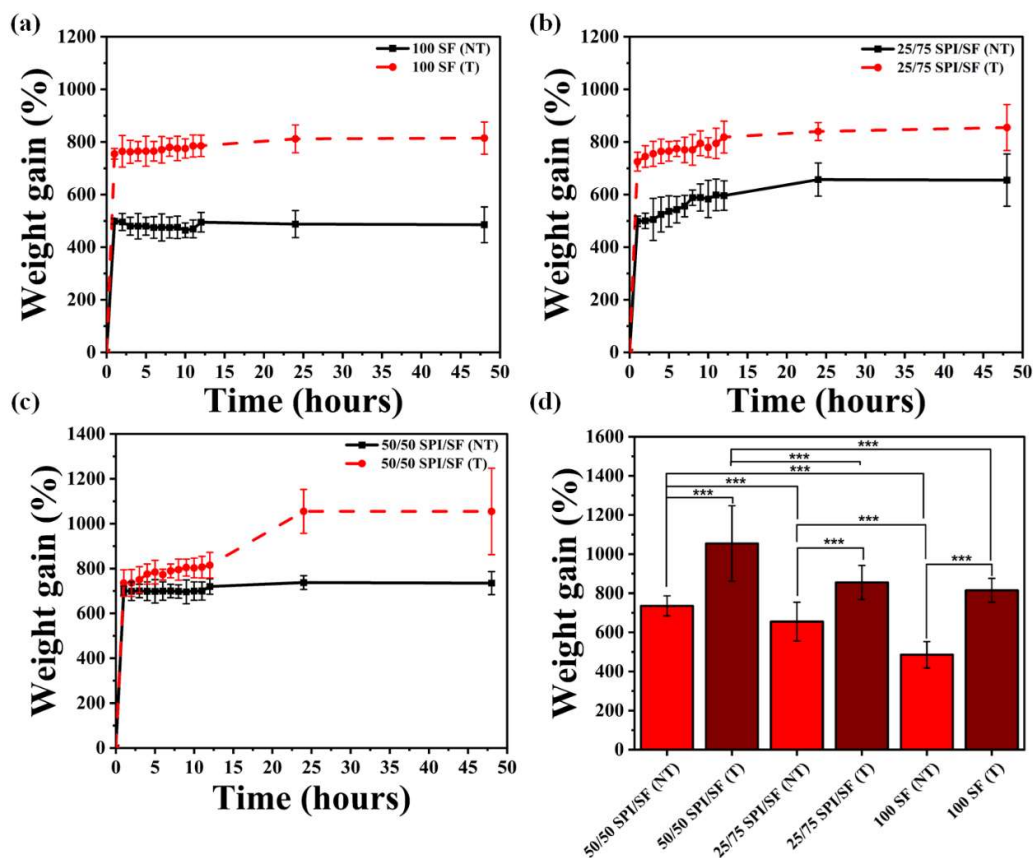 (a)
1200
1000
800
600
400
200
0
Weight gain (%)
100 SF (NT)
100 SF (T)
0 5 10 15 20 25 30 35 40 45 50
Time (hours)
(b)
1200
1000
800
600
400
200
0
Weight gain (%)
25/75 SPI/SF (NT)
25/75 SPI/SF (T)
0 5 10 15 20 25 30 35 40 45 50
Time (hours)
(c)
1400
1200
1000
800
600
400
200
0
Weight gain (%)
50/50 SPI/SF (NT)
50/50 SPI/SF (T)
0 5 10 15 20 25 30 35 40 45 50
Time (hours)
(d)
1600
1400
1200
1000
800
600
400
200
0
Weight gain (%)
***
***
***
***
***
***
***
***
50/50 SPI/SF (NT)
50/50 SPI/SF (T)
25/75 SPI/SF (NT)
25/75 SPI/SF (T)
100 SF (NT)
100 SF (T)